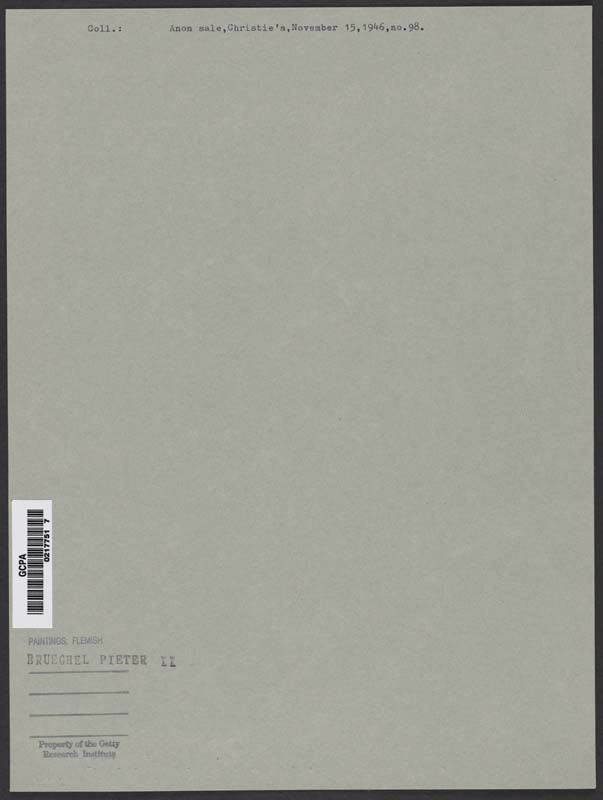 Coll.: Anon sale,Christie's,November 15,1946,no.98.
GCPA
0217751 7
PAINTINGS, FLEMISH
BRUEGHEL PIETER II
Property of the Getty
Research Institute